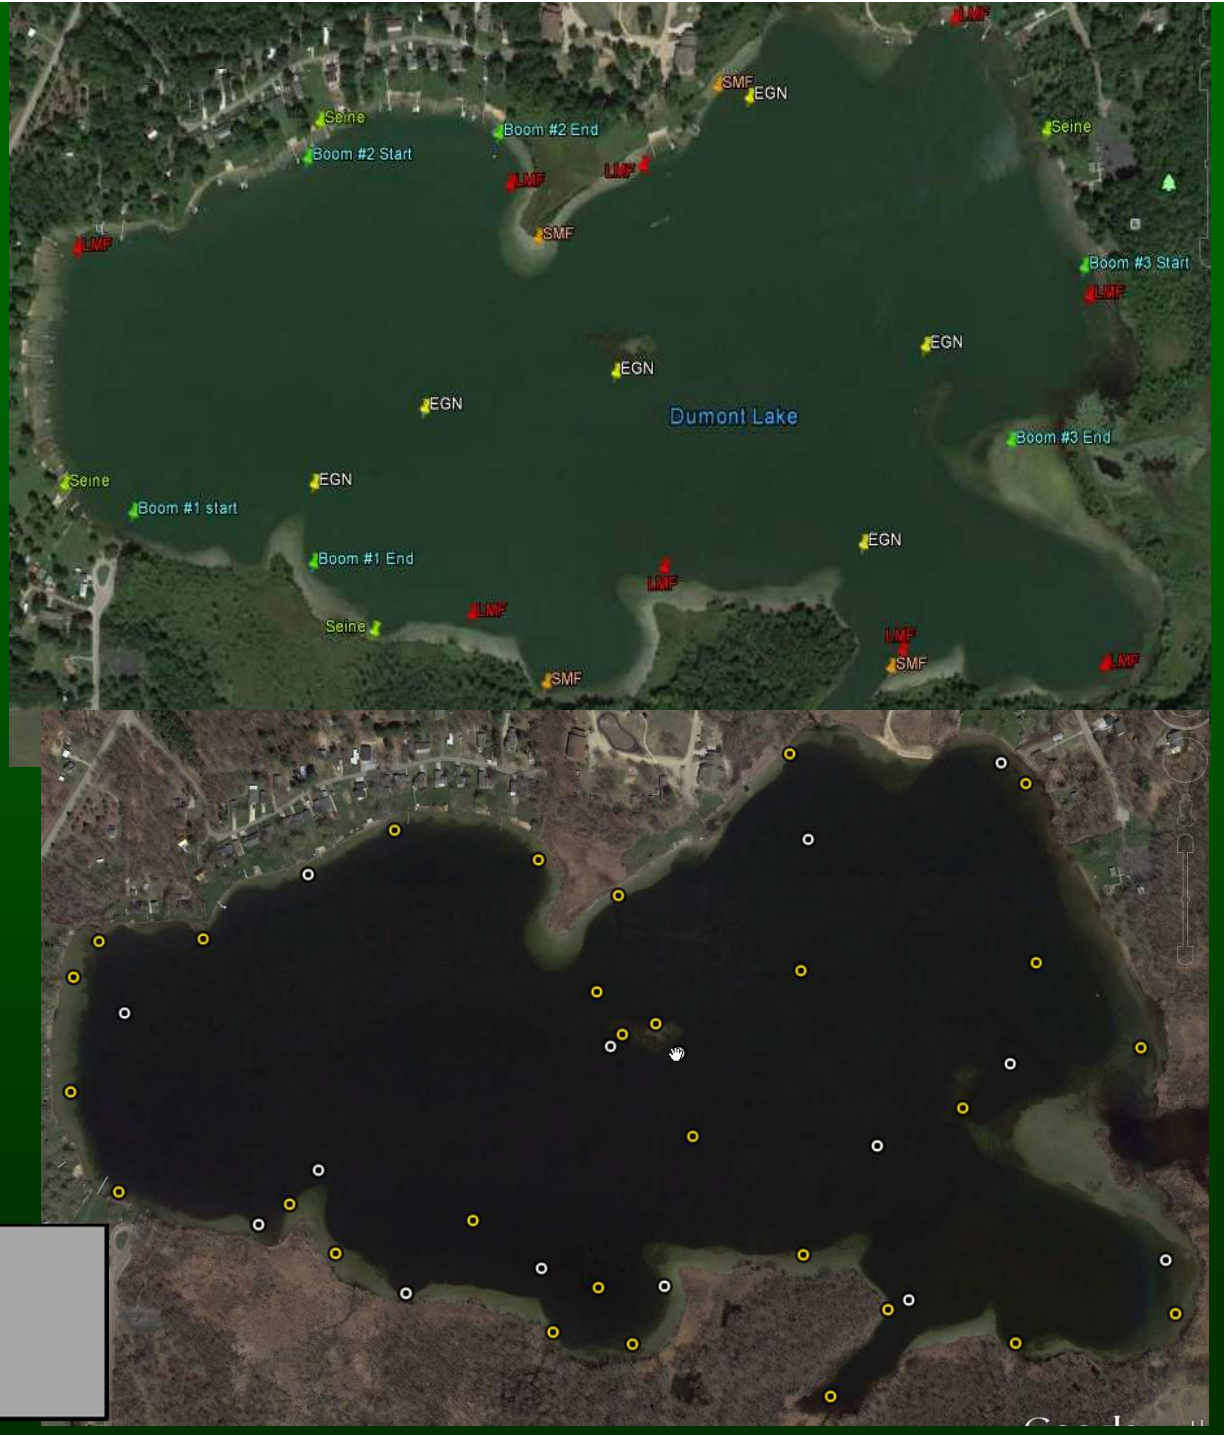 LMF
SMF
EGN
Seine
Boom #2 End
Seine
Boom #2 Start
LMF
LMF
SMF
LMF
Boom #3 Start
LMF
EGN
EGN
EGN
Dumont Lake
Boom #3 End
Seine
EGN
Boom #1 start
EGN
Boom #1 End
LMF
LMF
Seine
LMF
SMF
LMF
SMF